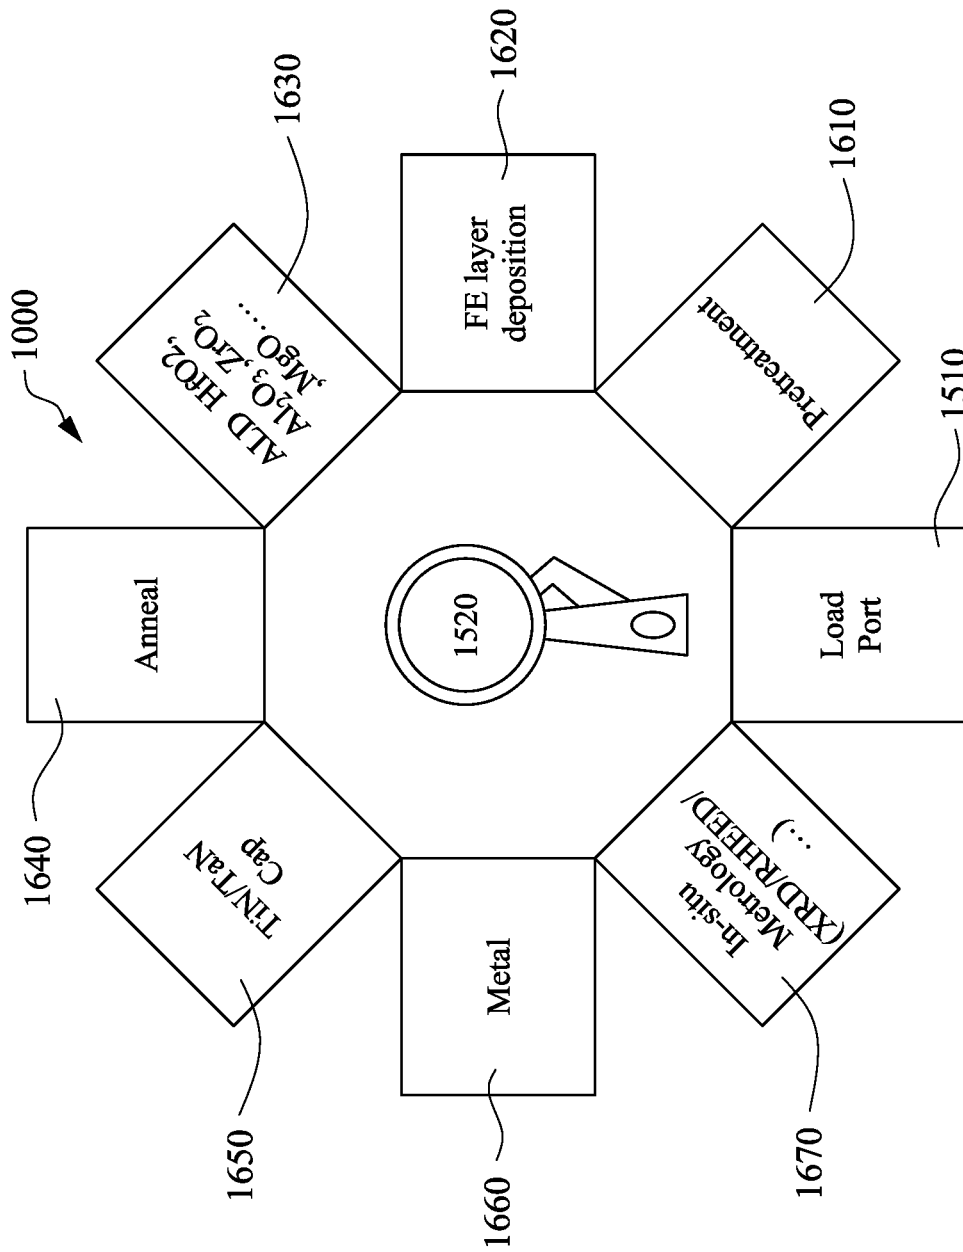 1000
1640
Anneal
1630
ALD HfO2,
Al₂O₃,ZrO₂
,MgO....
1650
TiN/TaN
Cap
1620
FE layer
deposition
1660
Metal
1520
1610
Pretreatment
1670
In-situ
Metrology
(XRD/RHEED/
...)
1510
Load
Port